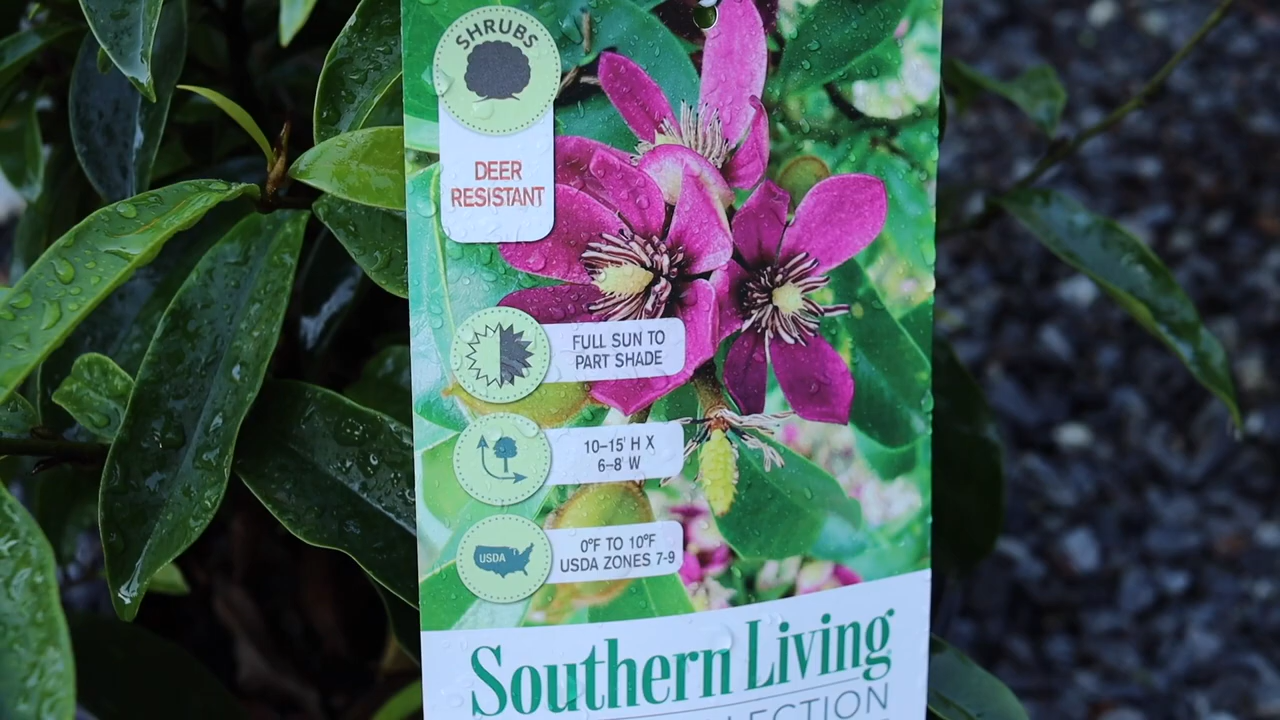 SHRUBS
DEER
RESISTANT
FULL SUN TO
PART SHADE
10–15' H X
6–8' W
USDA
0°F TO 10°F
USDA ZONES 7-9
Southern Living